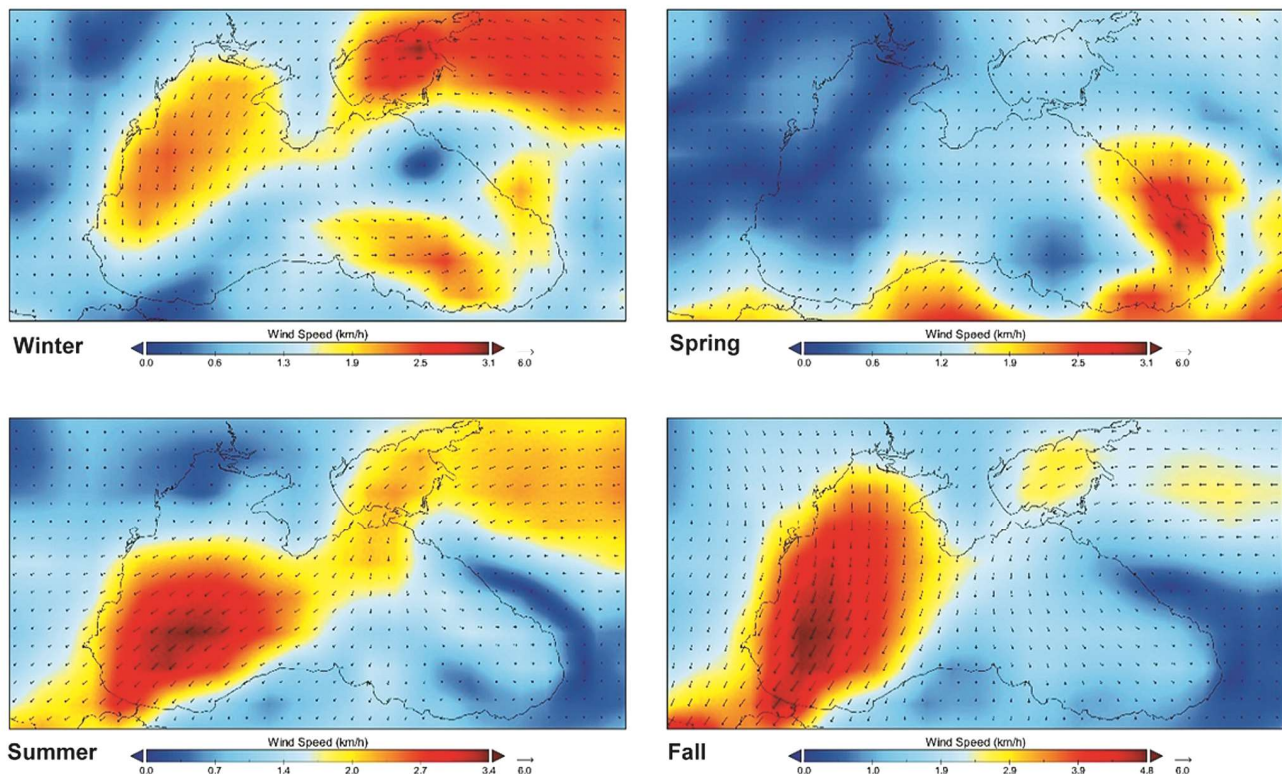 Wind Speed (km/h)
Winter 0.0 0.6 1.3 1.9 2.5 3.1 6.0
Wind Speed (km/h)
Spring 0.0 0.6 1.3 1.9 2.5 3.1 6.0
Wind Speed (km/h)
Summer 0.0 0.7 1.4 2.0 2.7 3.4 6.0
Wind Speed (km/h)
Fall 0.0 1.0 1.9 2.9 3.9 4.8 6.0